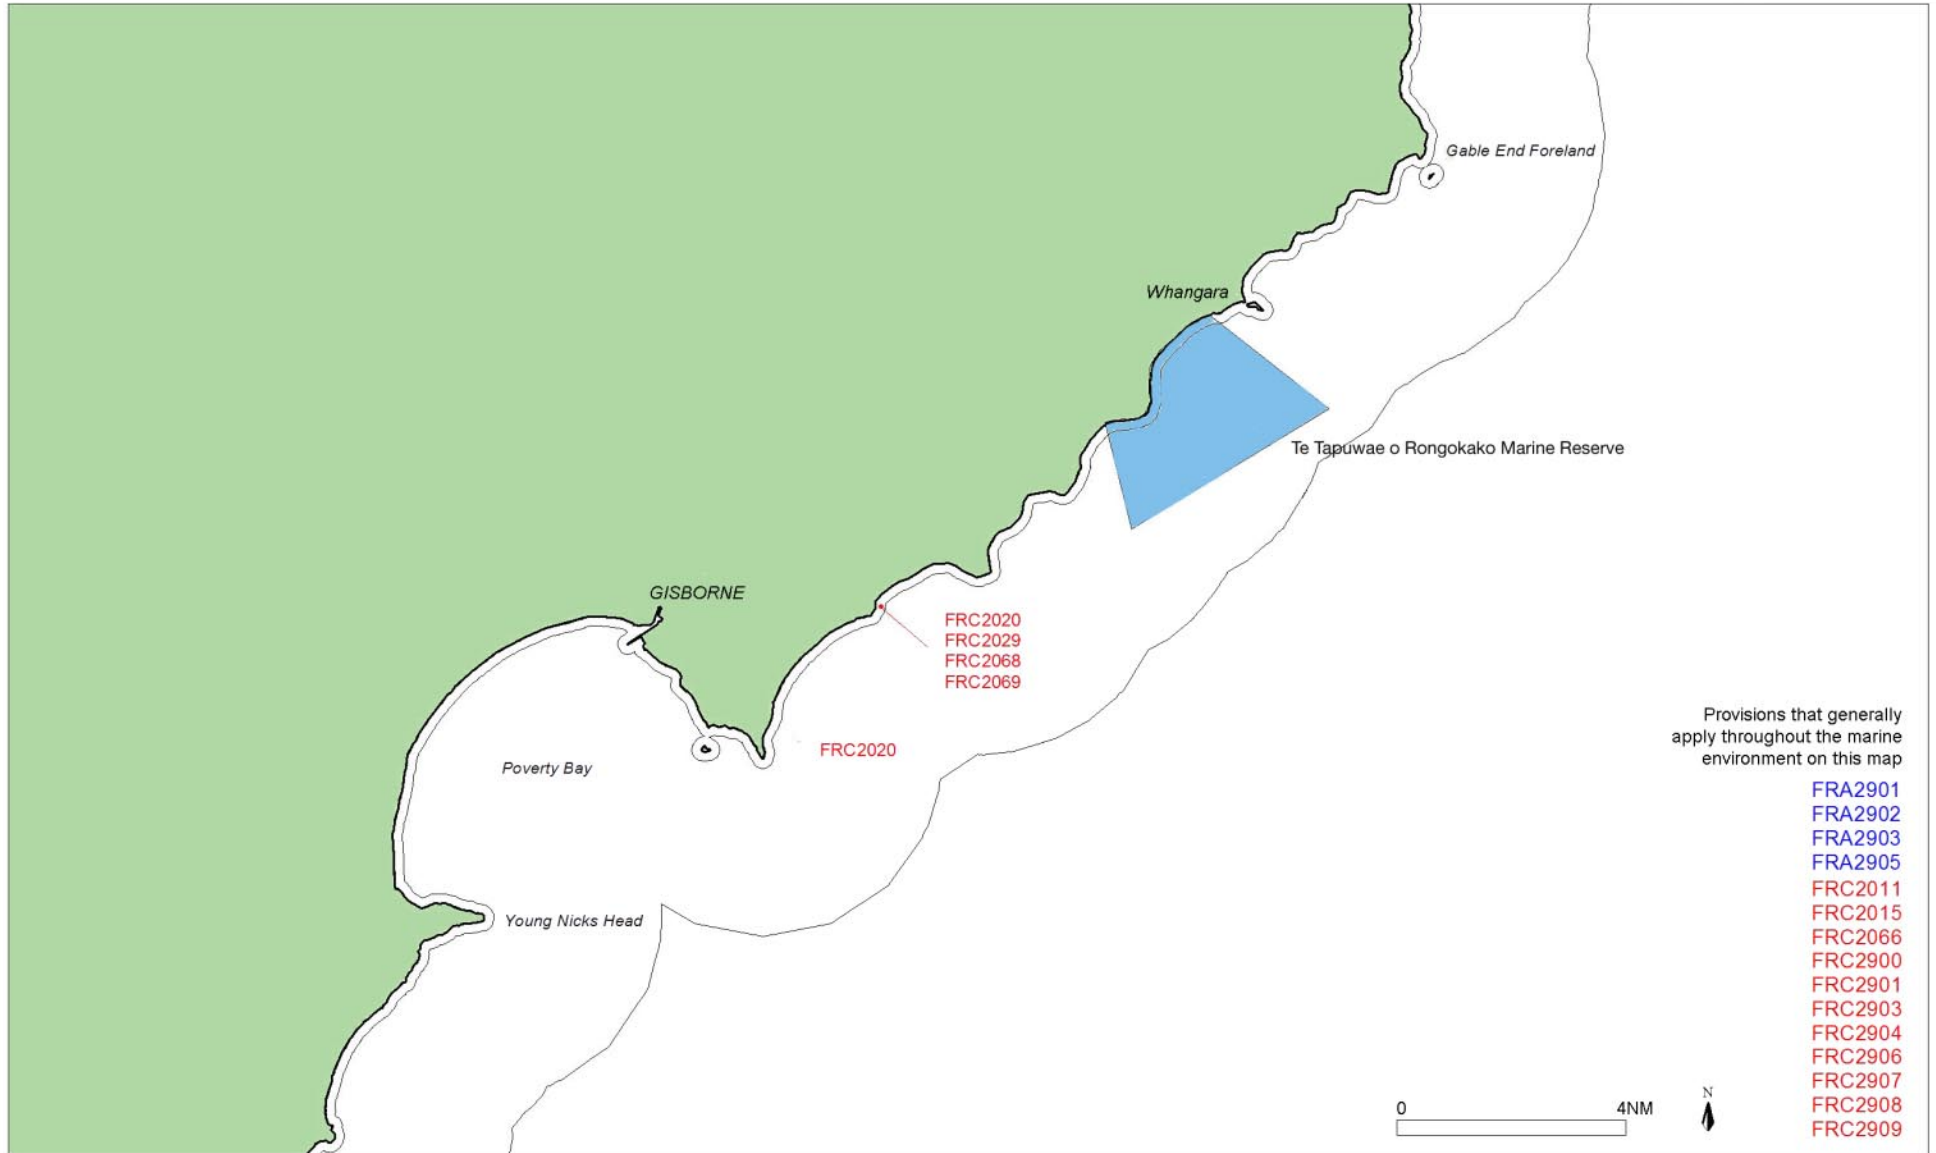 Gable End Foreland
Whangara
Te Tapuwae o Rongokako Marine Reserve
GISBORNE
FRC2020
FRC2029
FRC2068
FRC2069
FRC2020
Poverty Bay
Young Nicks Head
Provisions that generally
apply throughout the marine
environment on this map
FRA2901
FRA2902
FRA2903
FRA2905
FRC2011
FRC2015
FRC2066
FRC2900
FRC2901
FRC2903
FRC2904
FRC2906
FRC2907
FRC2908
FRC2909
0 4NM
N